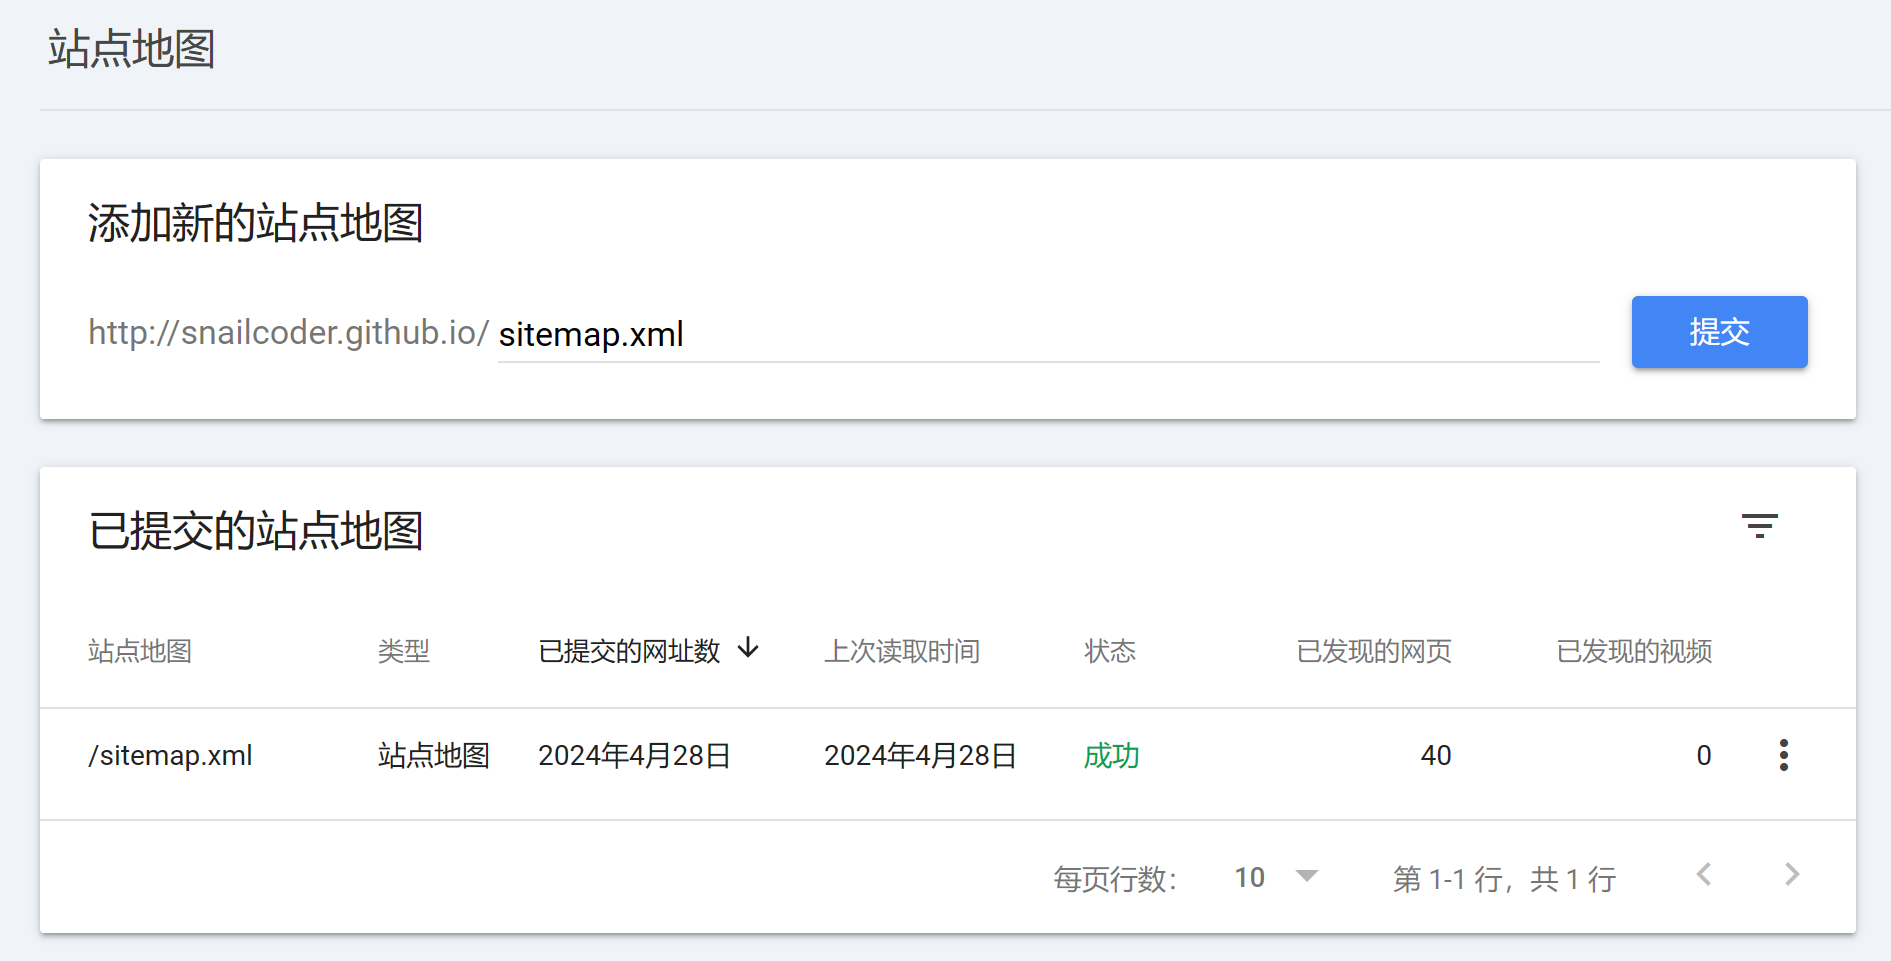 站点地图
添加新的站点地图
http://snailcoder.github.io/ sitemap.xml 提交
已提交的站点地图
站点地图 类型 已提交的网址数 上次读取时间 状态 已发现的网页 已发现的视频
/sitemap.xml 站点地图 2024年4月28日 2024年4月28日 成功 40 0
每页行数： 10 第 1-1 行，共 1 行